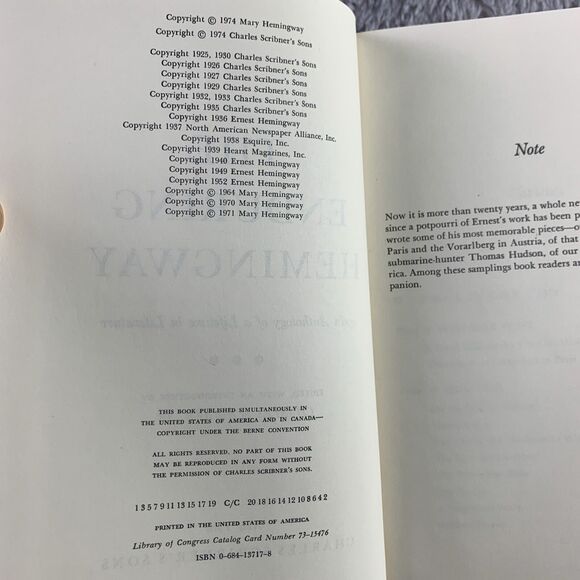 Copyright © 1974 Mary Hemingway
Copyright © 1974 Charles Scribner's Sons
Copyright 1925, 1930 Charles Scribner's Sons
Copyright 1926 Charles Scribner's Sons
Copyright 1927 Charles Scribner's Sons
Copyright 1929 Charles Scribner's Sons
Copyright 1932, 1933 Charles Scribner's Sons
Copyright 1935 Charles Scribner's Sons
Copyright 1936 Ernest Hemingway
Copyright 1937 North American Newspaper Alliance, Inc.
Copyright 1938 Esquire, Inc.
Copyright 1939 Hearst Magazines, Inc.
Copyright 1940 Ernest Hemingway
Copyright 1949 Ernest Hemingway
Copyright 1952 Ernest Hemingway
Copyright © 1964 Mary Hemingway
Copyright © 1970 Mary Hemingway
Copyright © 1971 Mary Hemingway
THIS BOOK PUBLISHED SIMULTANEOUSLY IN
THE UNITED STATES OF AMERICA AND IN CANADA—
COPYRIGHT UNDER THE BERNE CONVENTION
ALL RIGHTS RESERVED. NO PART OF THIS BOOK
MAY BE REPRODUCED IN ANY FORM WITHOUT
THE PERMISSION OF CHARLES SCRIBNER'S SONS.
1 3 5 7 9 11 13 15 17 19 C/C 20 18 16 14 12 10 8 6 4 2
PRINTED IN THE UNITED STATES OF AMERICA
Library of Congress Catalog Card Number 73-15476
ISBN 0-684-13717-8
Note
Now it is more than twenty years, a whole
since a potpourri of Ernest's work has been
wrote some of his most memorable pieces—
Paris and the Vorarlberg in Austria, of that
submarine-hunter Thomas Hudson, of our
rica. Among these samplings book readers
panion.